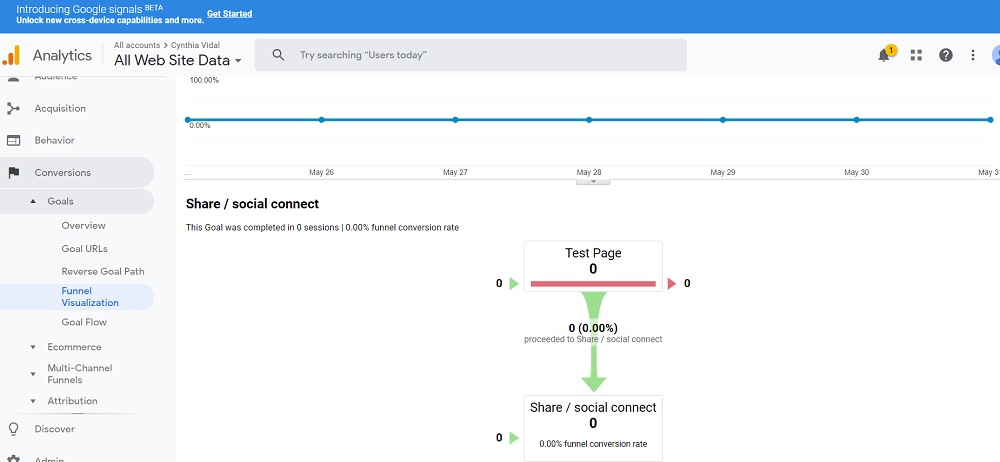 Introducing Google signals BETA
Unlock new cross-device capabilities and more. Get Started
Analytics
All accounts > Cynthia Vidal
All Web Site Data
Try searching “Users today”
1
Audience
Acquisition
Behavior
Conversions
Goals
Overview
Goal URLs
Reverse Goal Path
Funnel
Visualization
Goal Flow
Ecommerce
Multi-Channel
Funnels
Attribution
Discover
Admin
100.00%
0.00%
... May 26 May 27 May 28 May 29 May 30 May 31
Share / social connect
This Goal was completed in 0 sessions | 0.00% funnel conversion rate
Test Page
0
0 0
0 (0.00%)
proceeded to Share / social connect
Share / social connect
0
0
0.00% funnel conversion rate